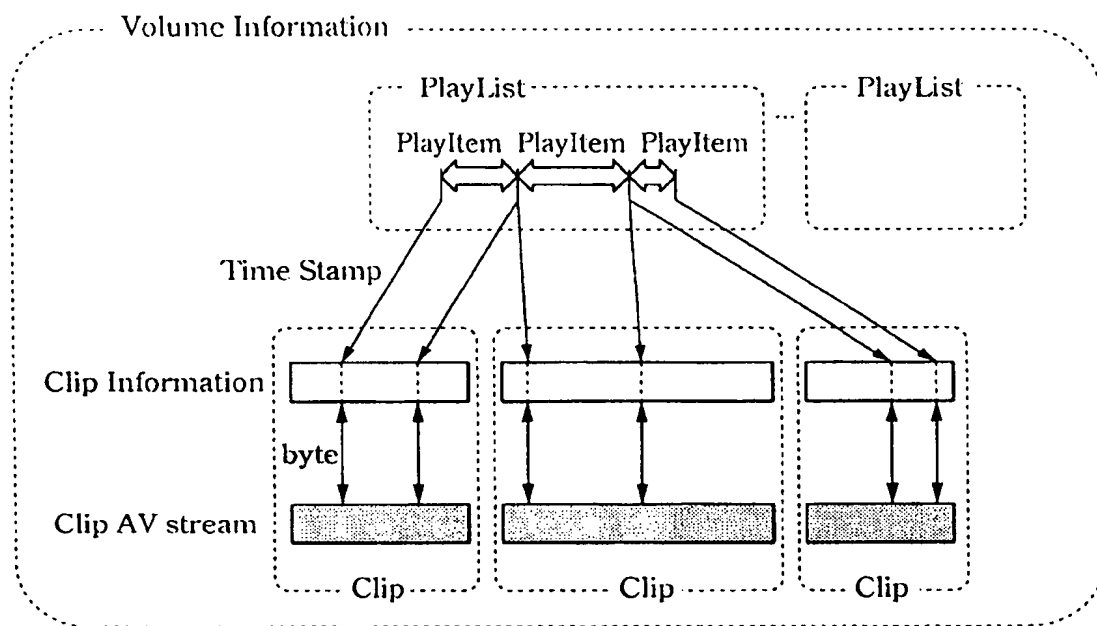 Volume Information
PlayList
PlayList
...
PlayItem PlayItem PlayItem
Time Stamp
Clip Information
byte
Clip AV stream
Clip
Clip
Clip